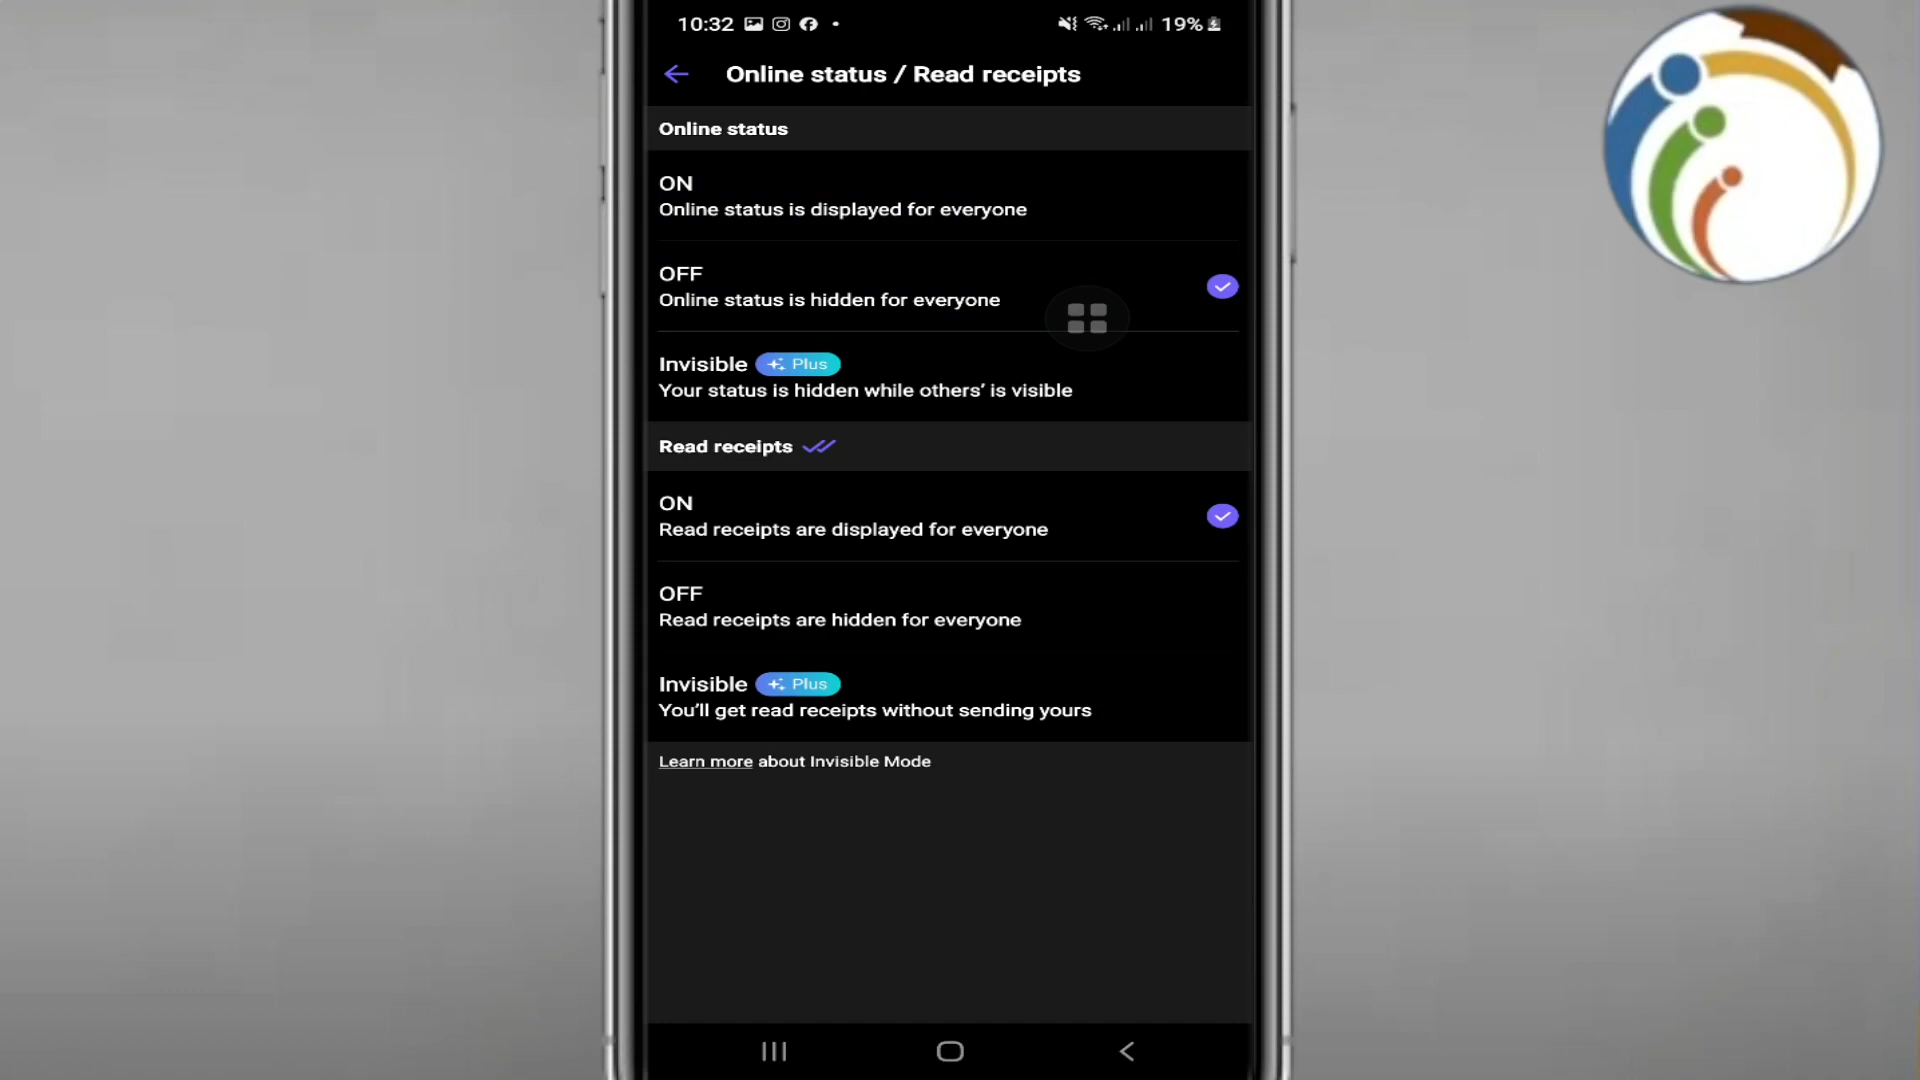 10:32
19%
Online status / Read receipts
Online status
ON
Online status is displayed for everyone
OFF
Online status is hidden for everyone
Invisible Plus
Your status is hidden while others’ is visible
Read receipts
ON
Read receipts are displayed for everyone
OFF
Read receipts are hidden for everyone
Invisible Plus
You’ll get read receipts without sending yours
Learn more about Invisible Mode